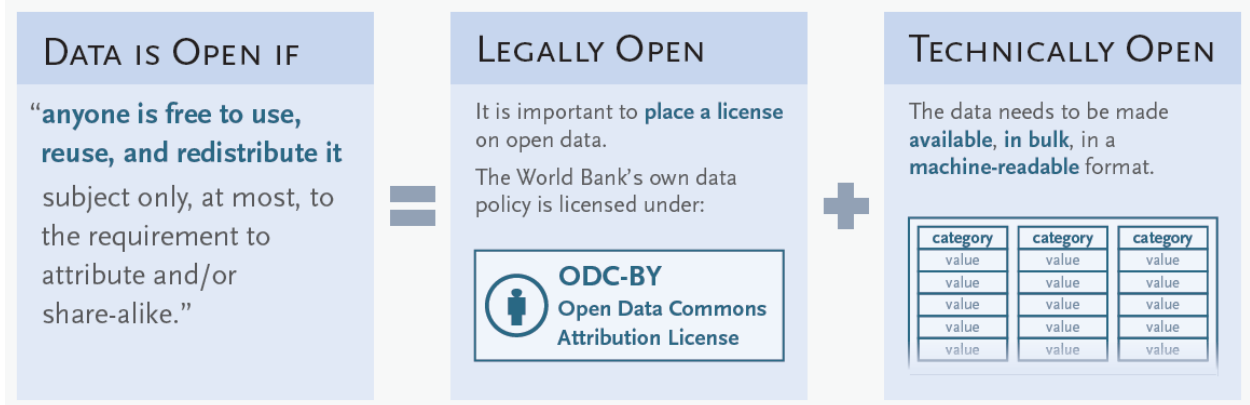 DATA IS OPEN IF
“anyone is free to use,
reuse, and redistribute it
subject only, at most, to
the requirement to
attribute and/or
share-alike.”
=
LEGALLY OPEN
It is important to place a license
on open data.
The World Bank’s own data
policy is licensed under:
ODC-BY
Open Data Commons
Attribution License
+
TECHNICALLY OPEN
The data needs to be made
available, in bulk, in a
machine-readable format.
category category category
value value value
value value value
value value value
value value value
value value value